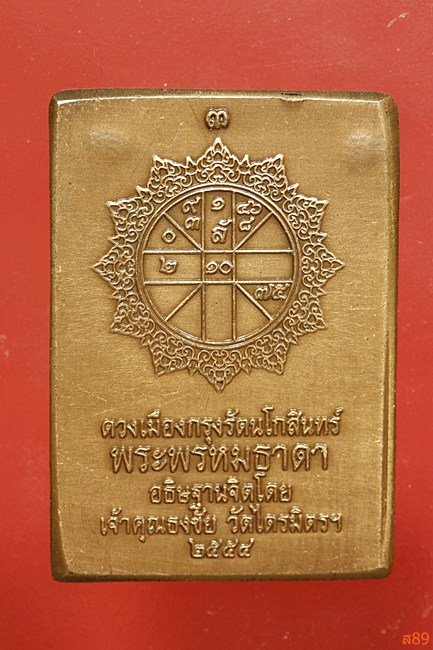 ๓
๙ ๑ ๔๖
๐ ๓ ส ๘
๒ ๑๐
๗๕
ดวงเมืองกรุงรัตนโกสินทร์
พระพรหมธาดา
อธิษฐานจิตโดย
เจ้าคุณธงชัย วัดไตรมิตรฯ
๒๕๕๔
ส89